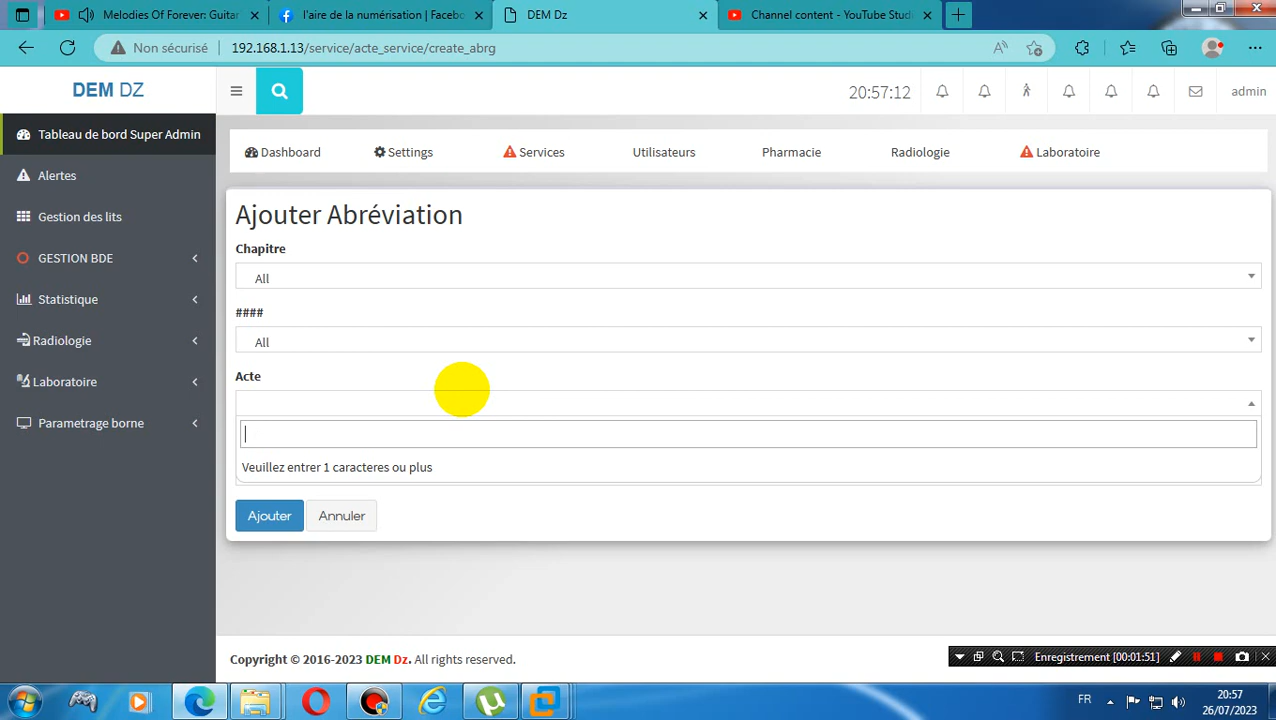 Melodies Of Forever: Guitar
l'aire de la numérisation | Facebo
DEM Dz
Channel content - YouTube Studi
Non sécurisé
192.168.1.13/service/acte_service/create_abrg
DEM DZ
20:57:12
admin
Tableau de bord Super Admin
Alertes
Gestion des lits
GESTION BDE
Statistique
Radiologie
Laboratoire
Parametrage borne
Dashboard
Settings
Services
Utilisateurs
Pharmacie
Radiologie
Laboratoire
Ajouter Abréviation
Chapitre
All
####
All
Acte
Veuillez entrer 1 caracteres ou plus
Ajouter
Annuler
Copyright © 2016-2023 DEM Dz. All rights reserved.
Enregistrement [00:01:51]
FR
20:57
26/07/2023